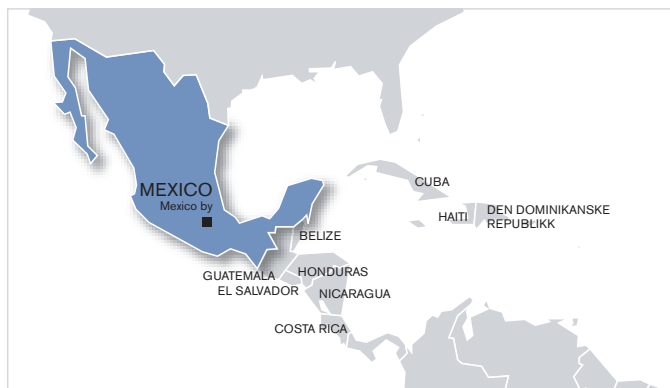 MEXICO
Mexico by
CUBA
HAITI
DEN DOMINIKANSKE
REPUBLIKK
BELIZE
GUATEMALA
HONDURAS
EL SALVADOR
NICARAGUA
COSTA RICA